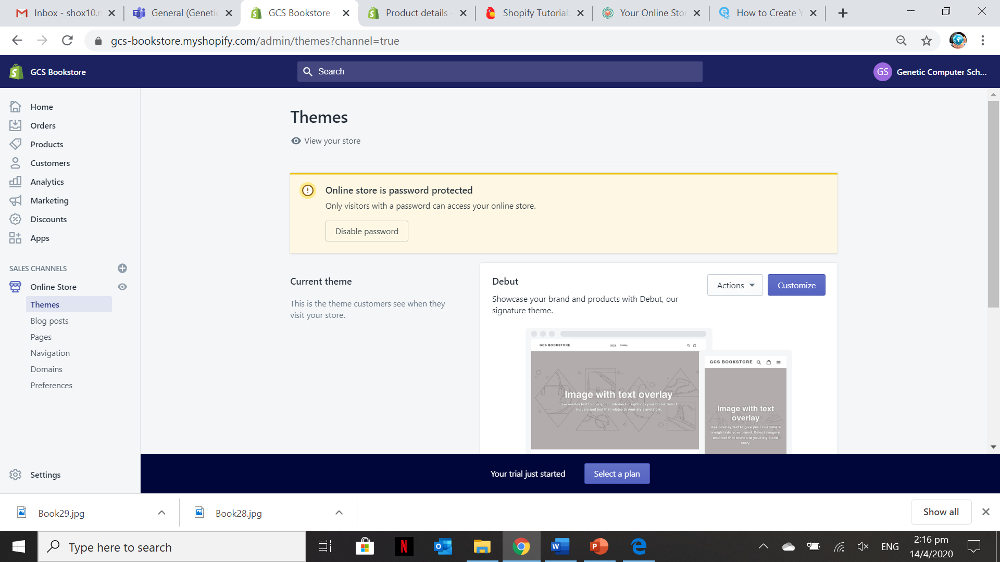 Inbox - shox10.r
General (Genetic
GCS Bookstore
Product details
Shopify Tutorial:
Your Online Sto
How to Create Y
gcs-bookstore.myshopify.com/admin/themes?channel=true
GCS Bookstore
Search
GS
Genetic Computer Sch...
Home
Orders
Products
Customers
Analytics
Marketing
Discounts
Apps
SALES CHANNELS
Online Store
Themes
Blog posts
Pages
Navigation
Domains
Preferences
Settings
Themes
View your store
Online store is password protected
Only visitors with a password can access your online store.
Disable password
Current theme
This is the theme customers see when they
visit your store.
Debut
Actions
Customize
Showcase your brand and products with Debut, our
signature theme.
GCS BOOKSTORE
Home
Catalog
Image with text overlay
Use overlay text to give your customers insight into your brand. Select
imagery and text that relates to your style and story.
GCS BOOKSTORE
Image with text
overlay
Use overlay text to give your customers
insight into your brand. Select imagery
and text that relates to your style and
story.
Your trial just started
Select a plan
Book29.jpg
Book28.jpg
Show all
Type here to search
ENG
2:16 pm
14/4/2020